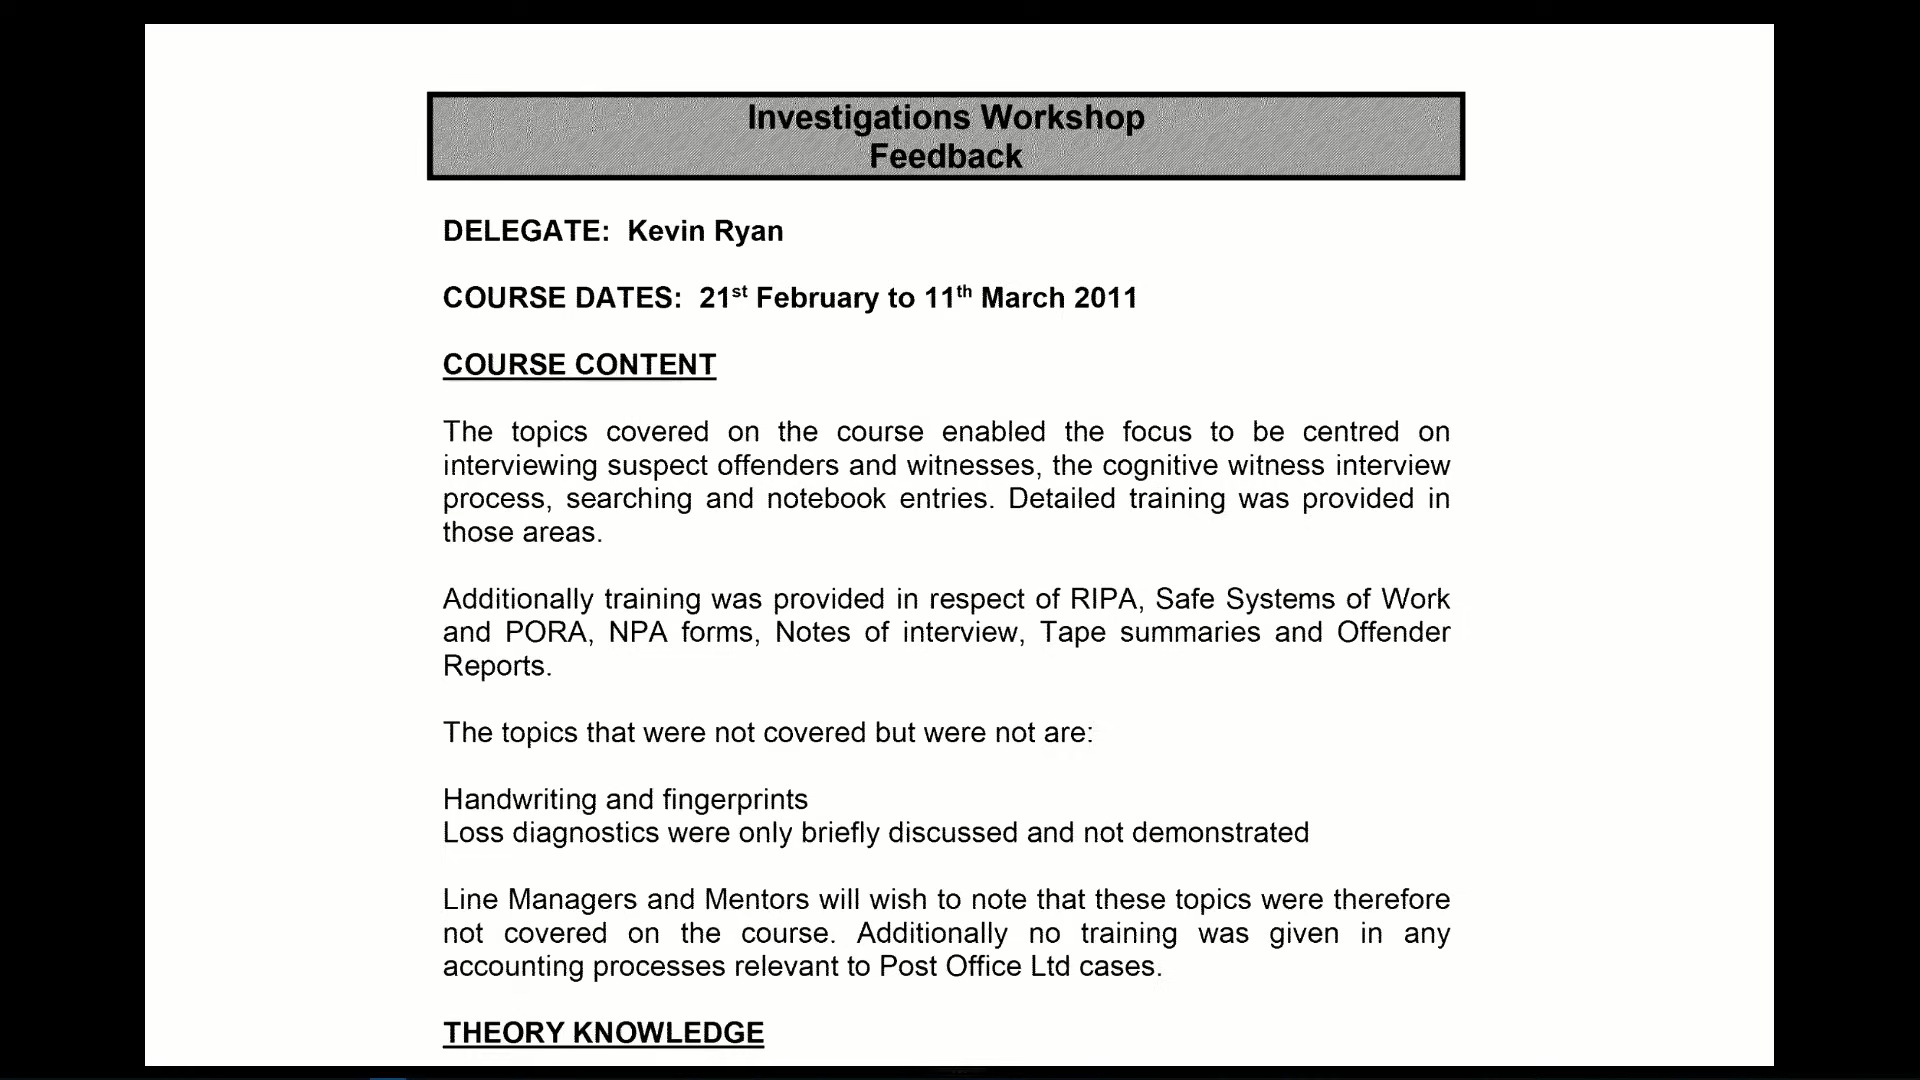 Investigations Workshop
Feedback
DELEGATE: Kevin Ryan
COURSE DATES: 21st February to 11th March 2011
COURSE CONTENT
The topics covered on the course enabled the focus to be centred on
interviewing suspect offenders and witnesses, the cognitive witness interview
process, searching and notebook entries. Detailed training was provided in
those areas.
Additionally training was provided in respect of RIPA, Safe Systems of Work
and PORA, NPA forms, Notes of interview, Tape summaries and Offender
Reports.
The topics that were not covered but were not are:
Handwriting and fingerprints
Loss diagnostics were only briefly discussed and not demonstrated
Line Managers and Mentors will wish to note that these topics were therefore
not covered on the course. Additionally no training was given in any
accounting processes relevant to Post Office Ltd cases.
THEORY KNOWLEDGE